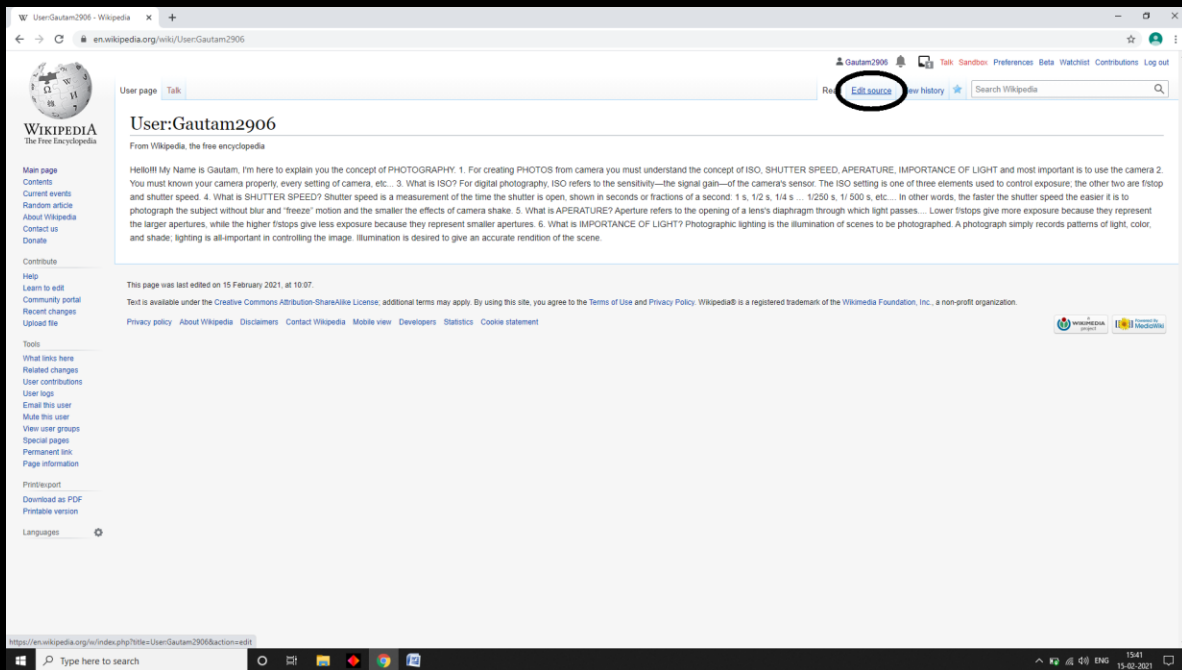 User:Gautam2906 - Wikipedia
en.wikipedia.org/wiki/User:Gautam2906
Gautam2906 Talk Sandbox Preferences Beta Watchlist Contributions Log out
User page Talk
Edit source history Search Wikipedia
WIKIPEDIA
The Free Encyclopedia
User:Gautam2906
From Wikipedia, the free encyclopedia
Hello!!! My Name is Gautam, I'm here to explain you the concept of PHOTOGRAPHY. 1. For creating PHOTOS from camera you must understand the concept of ISO, SHUTTER SPEED, APERATURE, IMPORTANCE OF LIGHT and most important is to use the camera 2.
You must known your camera properly, every setting of camera, etc... 3. What is ISO? For digital photography, ISO refers to the sensitivity—the signal gain—of the camera's sensor. The ISO setting is one of three elements used to control exposure; the other two are f/stop
and shutter speed. 4. What is SHUTTER SPEED? Shutter speed is a measurement of the time the shutter is open, shown in seconds or fractions of a second: 1 s, 1/2 s, 1/4 s ... 1/250 s, 1/ 500 s, etc.... In other words, the faster the shutter speed the easier it is to
photograph the subject without blur and "freeze" motion and the smaller the effects of camera shake. 5. What is APERATURE? Aperture refers to the opening of a lens's diaphragm through which light passes.... Lower f/stops give more exposure because they represent
the larger apertures, while the higher f/stops give less exposure because they represent smaller apertures. 6. What is IMPORTANCE OF LIGHT? Photographic lighting is the illumination of scenes to be photographed. A photograph simply records patterns of light, color,
and shade; lighting is all-important in controlling the image. Illumination is desired to give an accurate rendition of the scene.
This page was last edited on 15 February 2021, at 10:07.
Text is available under the Creative Commons Attribution-ShareAlike License; additional terms may apply. By using this site, you agree to the Terms of Use and Privacy Policy. Wikipedia® is a registered trademark of the Wikimedia Foundation, Inc., a non-profit organization.
Privacy policy About Wikipedia Disclaimers Contact Wikipedia Mobile view Developers Statistics Cookie statement
A
WIKIMEDIA
project
Powered By
MediaWiki
Main page
Contents
Current events
Random article
About Wikipedia
Contact us
Donate
Contribute
Help
Learn to edit
Community portal
Recent changes
Upload file
Tools
What links here
Related changes
User contributions
User logs
Email this user
Mute this user
View user groups
Special pages
Permanent link
Page information
Print/export
Download as PDF
Printable version
Languages
https://en.wikipedia.org/w/index.php?title=User:Gautam2906&action=edit
Type here to search
ENG
15:41
15-02-2021